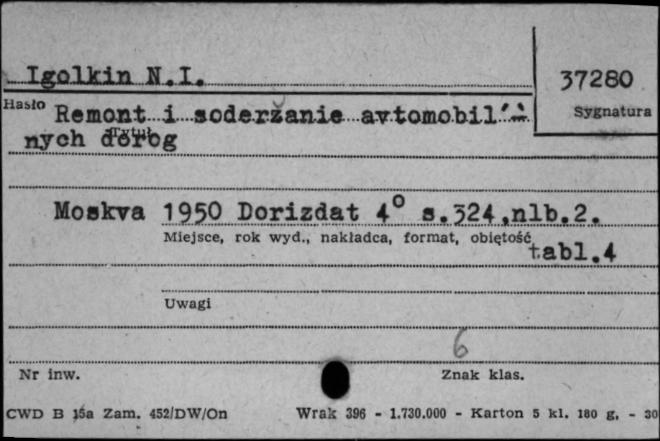 Igolkin N.I.
37280
Hasło
Sygnatura
Remont i soderžanie avtomobil'-
nych dorog
Tytuł
Moskva 1950 Dorizdat 4° s.324,nlb.2.
Miejsce, rok wyd., nakładca, format, objętość
tabl.4
Uwagi
6
Nr inw.
Znak klas.
CWD B 15a Zam. 452/DW/On Wrak 396 - 1.730.000 - Karton 5 kl. 180 g, - 30